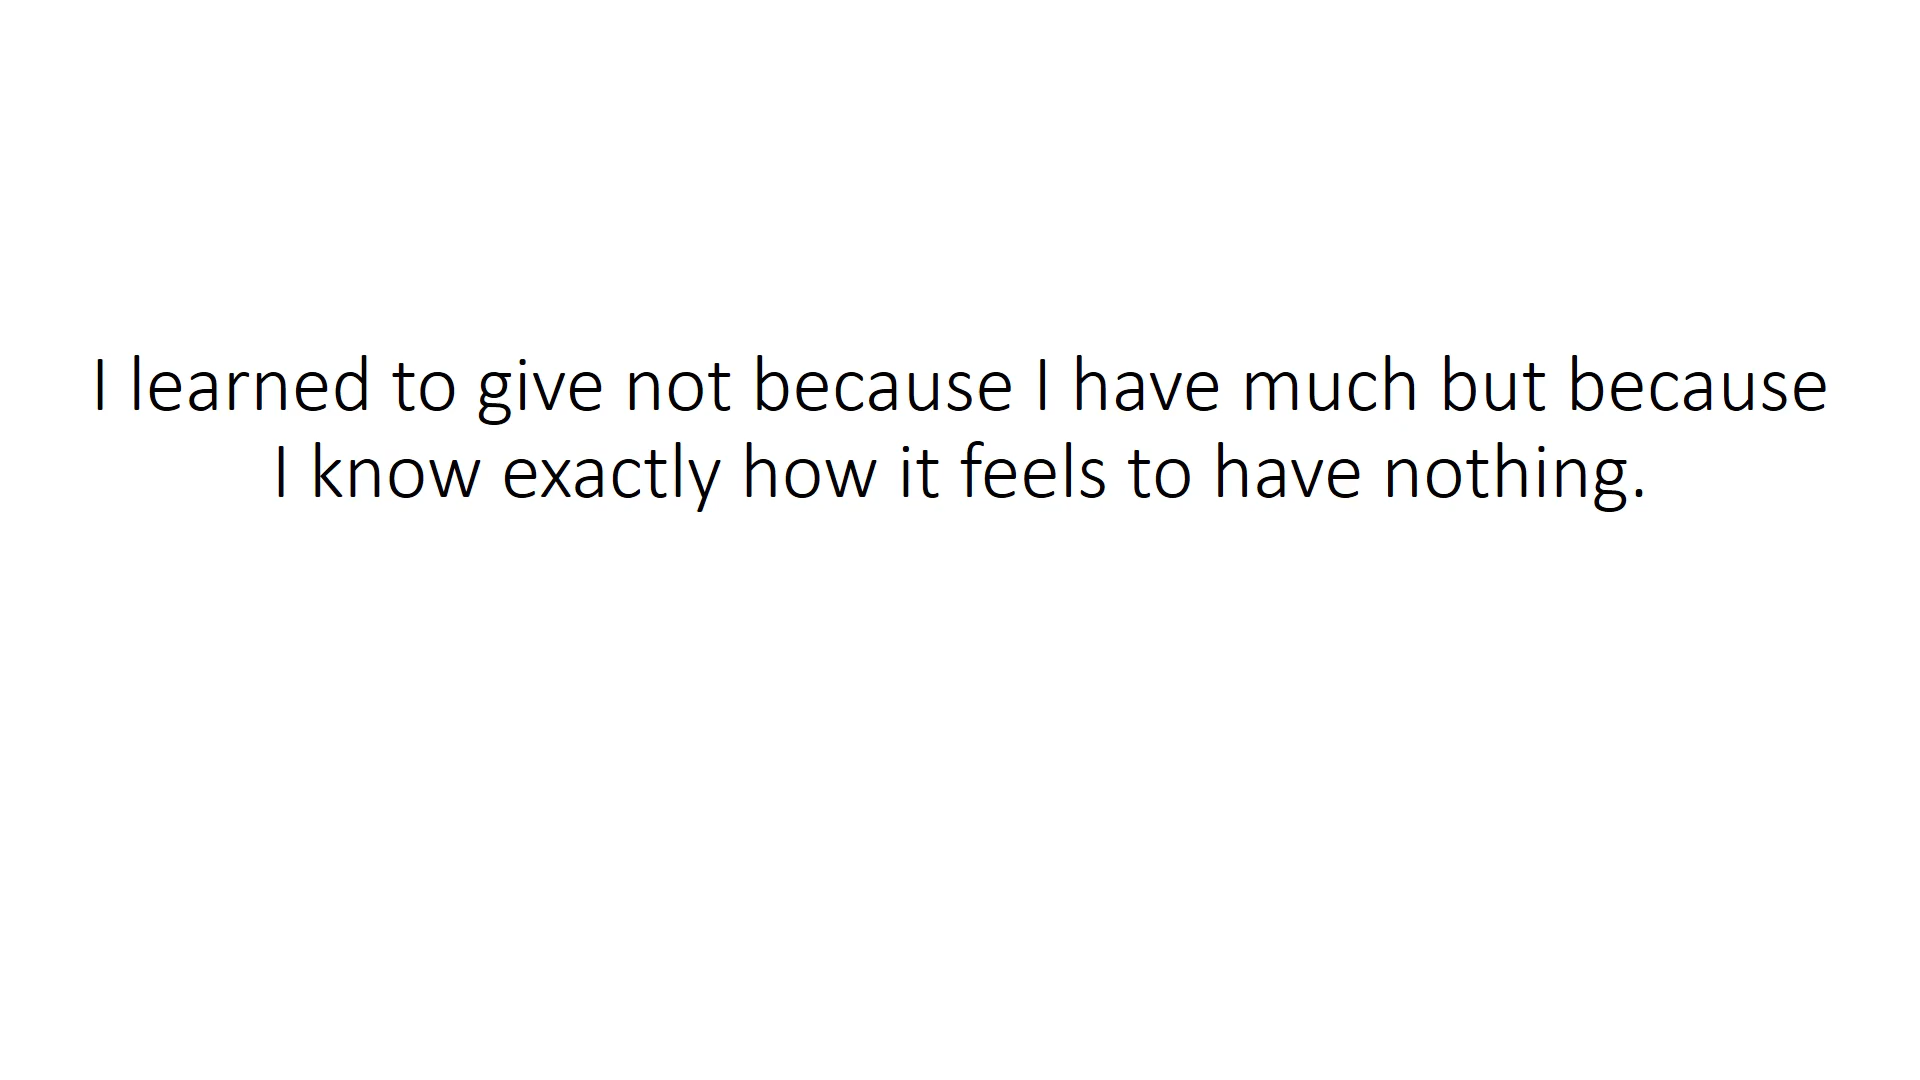 I learned to give not because I have much but because
I know exactly how it feels to have nothing.